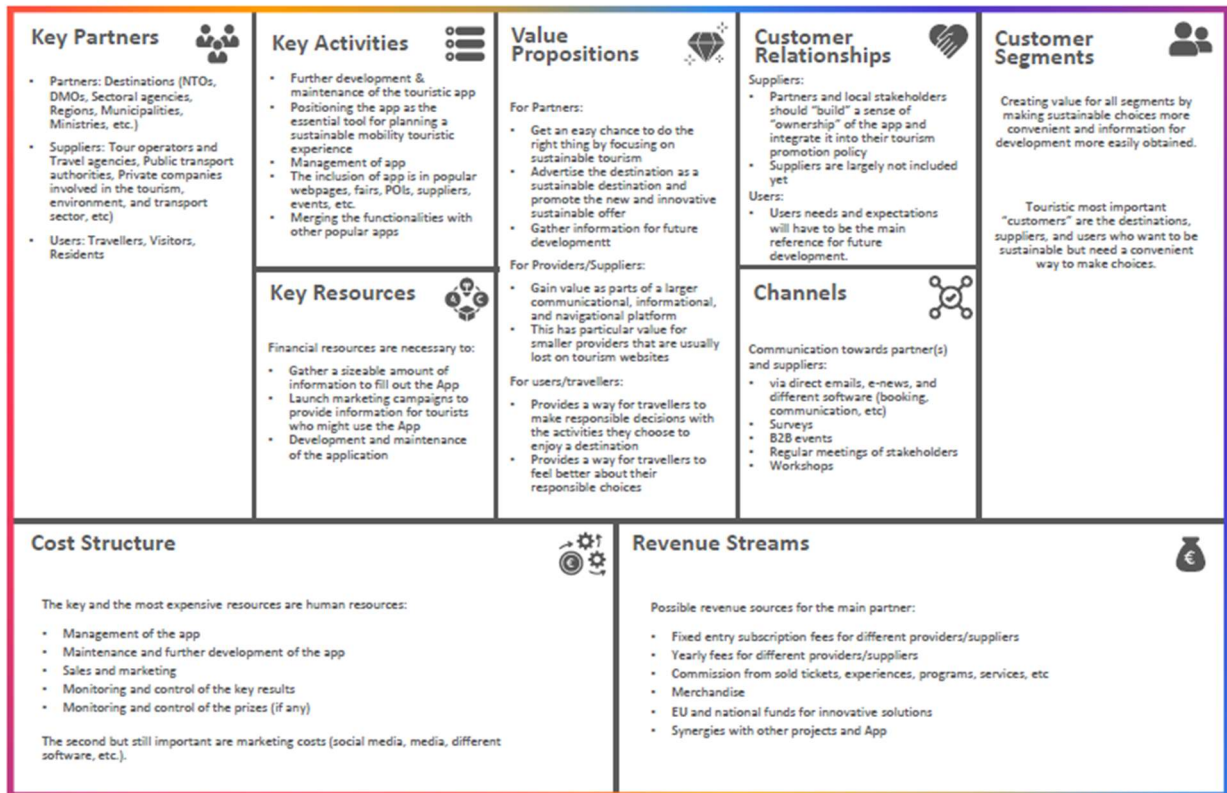 Key Partners
• Partners: Destinations (NTOs,
DMOs, Sectoral agencies,
Regions, Municipalities,
Ministries, etc.)
• Suppliers: Tour operators and
Travel agencies, Public transport
authorities, Private companies
involved in the tourism,
environment, and transport
sector, etc)
• Users: Travellers, Visitors,
Residents
Key Activities
• Further development &
maintenance of the touristic app
• Positioning the app as the
essential tool for planning a
sustainable mobility touristic
experience
• Management of app
• The inclusion of app is in popular
webpages, fairs, POIs, suppliers,
events, etc.
• Merging the functionalities with
other popular apps
Key Resources
A
C
Financial resources are necessary to:
• Gather a sizeable amount of
information to fill out the App
• Launch marketing campaigns to
provide information for tourists
who might use the App
• Development and maintenance
of the application
Value
Propositions
For Partners:
• Get an easy chance to do the
right thing by focusing on
sustainable tourism
• Advertise the destination as a
sustainable destination and
promote the new and innovative
sustainable offer
• Gather information for future
developmentt
For Providers/Suppliers:
• Gain value as parts of a larger
communicational, informational,
and navigational platform
• This has particular value for
smaller providers that are usually
lost on tourism websites
For users/travellers:
• Provides a way for travellers to
make responsible decisions with
the activities they choose to
enjoy a destination
• Provides a way for travellers to
feel better about their
responsible choices
Customer
Relationships
Suppliers:
• Partners and local stakeholders
should "build" a sense of
"ownership" of the app and
integrate it into their tourism
promotion policy
• Suppliers are largely not included
yet
Users:
• Users needs and expectations
will have to be the main
reference for future
development.
Channels
Communication towards partner(s)
and suppliers:
• via direct emails, e-news, and
different software (booking,
communication, etc)
• Surveys
• B2B events
• Regular meetings of stakeholders
• Workshops
Customer
Segments
Creating value for all segments by
making sustainable choices more
convenient and information for
development more easily obtained.
Touristic most important
"customers" are the destinations,
suppliers, and users who want to be
sustainable but need a convenient
way to make choices.
Cost Structure
€
The key and the most expensive resources are human resources:
• Management of the app
• Maintenance and further development of the app
• Sales and marketing
• Monitoring and control of the key results
• Monitoring and control of the prizes (if any)
The second but still important are marketing costs (social media, media, different
software, etc.).
Revenue Streams
€
Possible revenue sources for the main partner:
• Fixed entry subscription fees for different providers/suppliers
• Yearly fees for different providers/suppliers
• Commission from sold tickets, experiences, programs, services, etc
• Merchandise
• EU and national funds for innovative solutions
• Synergies with other projects and App